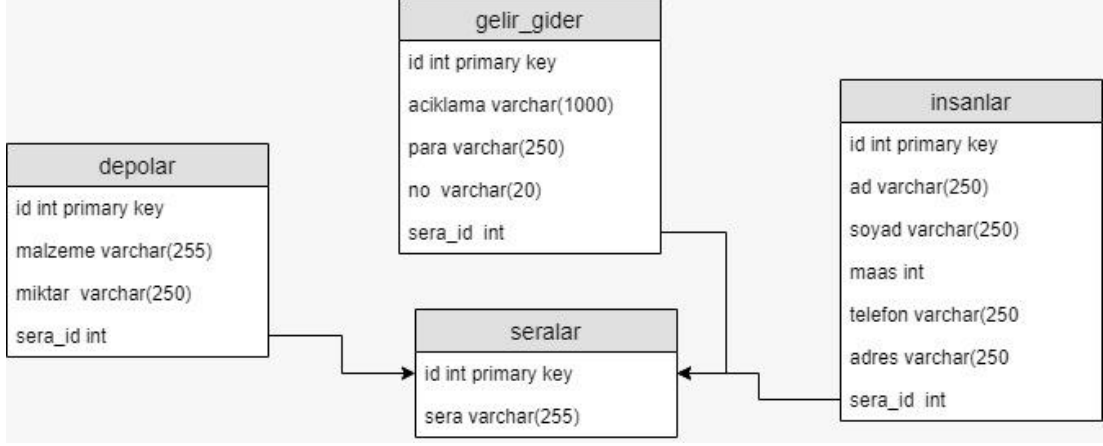 gelir_gider
id int primary key
aciklama varchar(1000)
para varchar(250)
no varchar(20)
sera_id int
insanlar
id int primary key
ad varchar(250)
soyad varchar(250)
maas int
telefon varchar(250
adres varchar(250
sera_id int
depolar
id int primary key
malzeme varchar(255)
miktar varchar(250)
sera_id int
seralar
id int primary key
sera varchar(255)